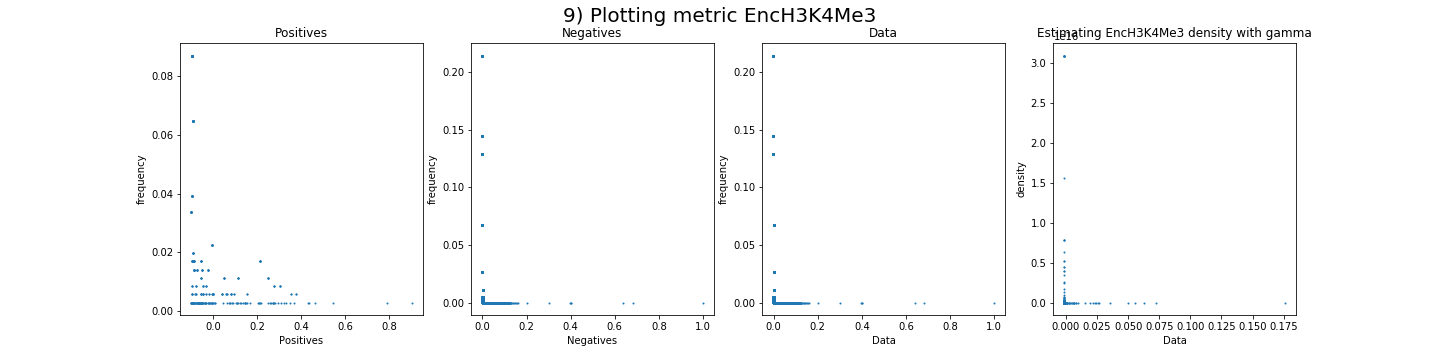 9) Plotting metric EncH3K4Me3
Positives
frequency
0.08
0.06
0.04
0.02
0.00
0.0 0.2 0.4 0.6 0.8
Positives
Negatives
frequency
0.20
0.15
0.10
0.05
0.00
0.0 0.2 0.4 0.6 0.8 1.0
Negatives
Data
frequency
0.20
0.15
0.10
0.05
0.00
0.0 0.2 0.4 0.6 0.8 1.0
Data
Estimating EncH3K4Me3 density with gamma
1e16
density
3.0
2.5
2.0
1.5
1.0
0.5
0.0
0.000 0.025 0.050 0.075 0.100 0.125 0.150 0.175
Data